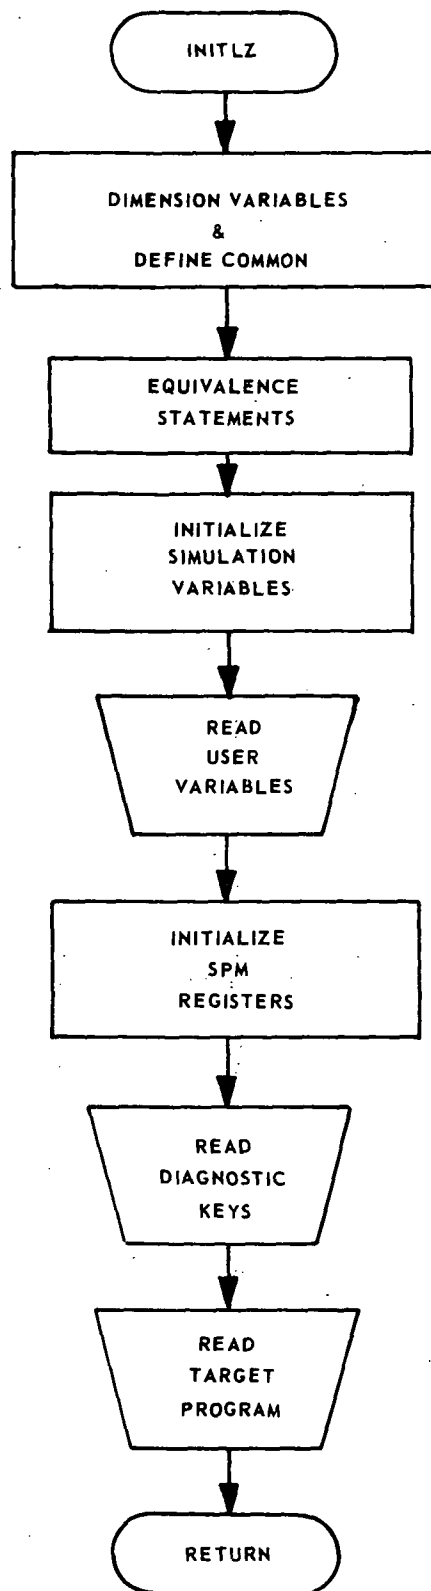 INITLZ
DIMENSION VARIABLES
&
DEFINE COMMON
EQUIVALENCE
STATEMENTS
INITIALIZE
SIMULATION
VARIABLES
READ
USER
VARIABLES
INITIALIZE
SPM
REGISTERS
READ
DIAGNOSTIC
KEYS
READ
TARGET
PROGRAM
RETURN